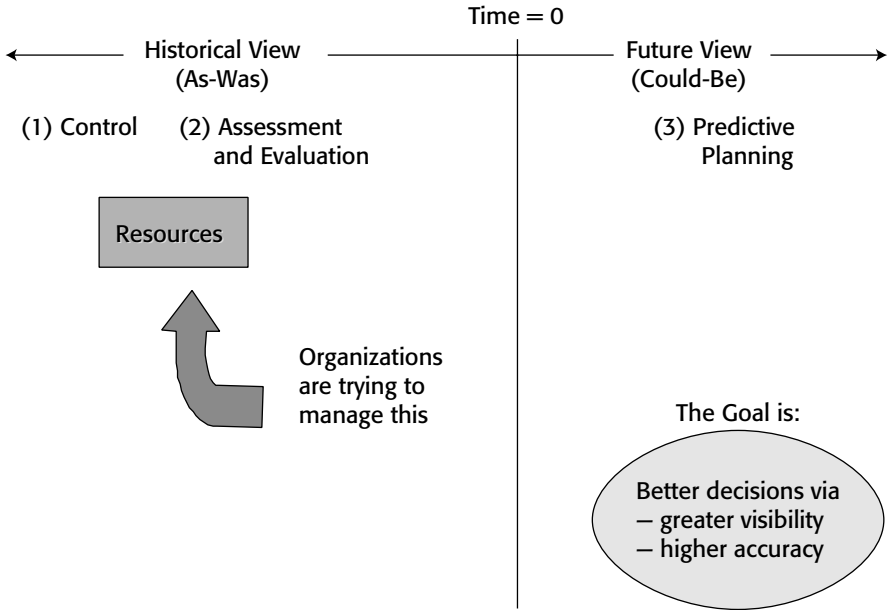 Time = 0
Historical View
(As-Was)
Future View
(Could-Be)
(1) Control
(2) Assessment
and Evaluation
(3) Predictive
Planning
Resources
Organizations
are trying to
manage this
The Goal is:
Better decisions via
– greater visibility
– higher accuracy